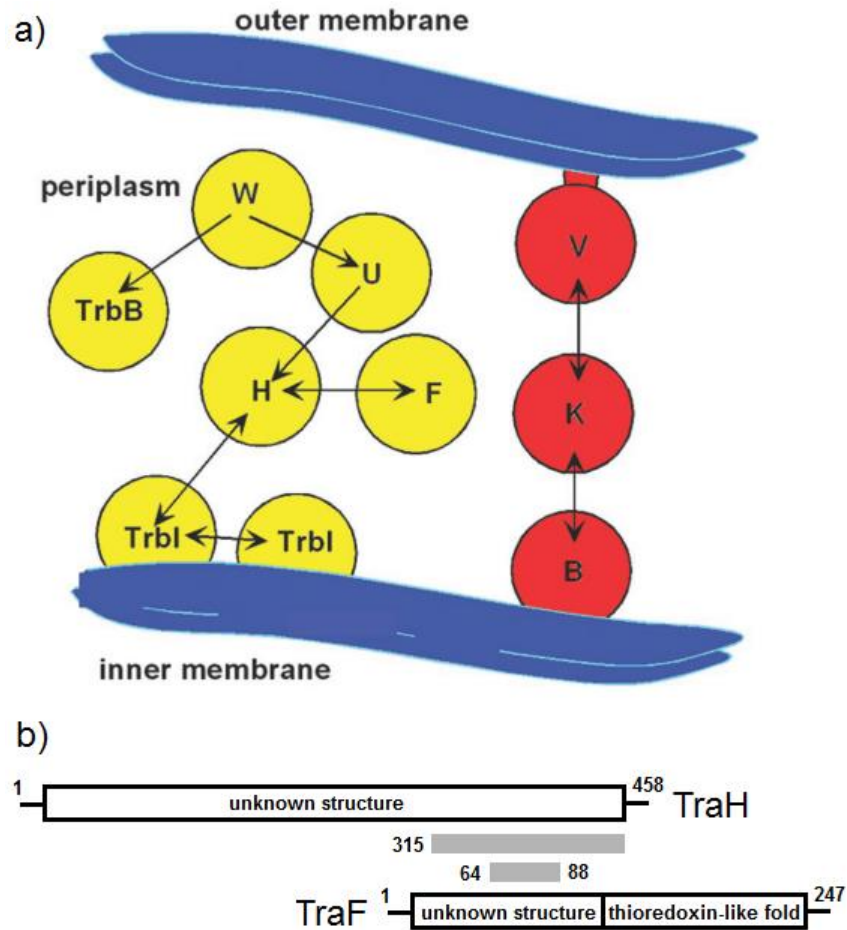 a)
outer membrane
periplasm
W
U
TrbB
H
F
TrbI
TrbI
V
K
B
inner membrane
b)
1
unknown structure
458
TraH
315
64
88
TraF
1
unknown structure
thioredoxin-like fold
247